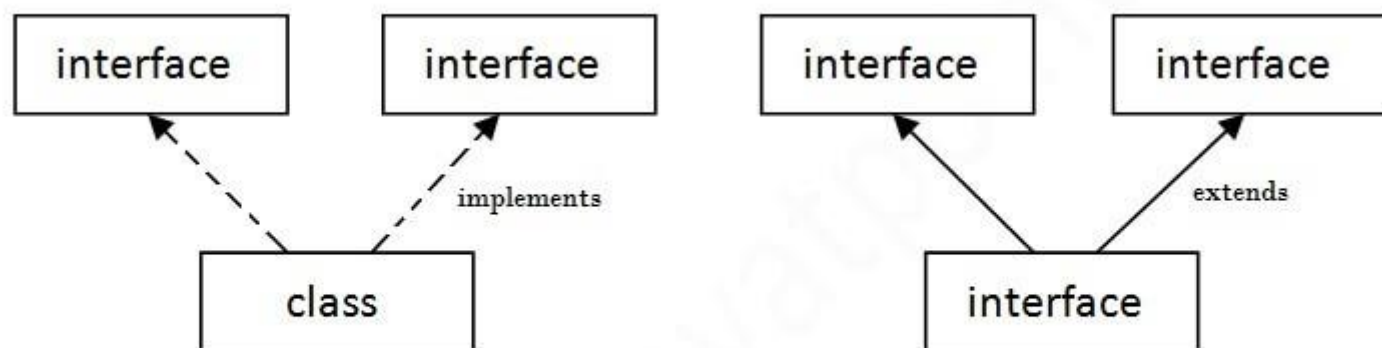 interface interface interface interface
implements extends
class interface